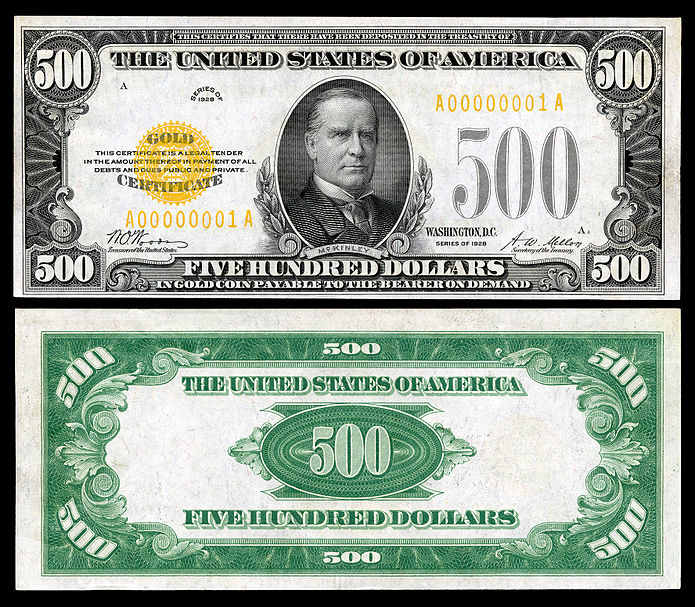 THIS CERTIFIES THAT THERE HAVE BEEN DEPOSITED IN THE TREASURY OF
500 THE UNITED STATES OF AMERICA 500
A
SERIES OF
1928
A00000001A
GOLD
THIS CERTIFICATE IS A LEGAL TENDER
IN THE AMOUNT THEREOF IN PAYMENT OF ALL
DEBTS AND DUES PUBLIC AND PRIVATE.
CERTIFICATE
500
A00000001A
WASHINGTON, D.C.
SERIES OF 1928
A
W.O. Woods
Treasurer of the United States.
A. W. Mellon
Secretary of the Treasury.
McKINLEY
500 FIVE HUNDRED DOLLARS 500
IN GOLD COIN PAYABLE TO THE BEARER ON DEMAND
500
500 500
THE UNITED STATES OF AMERICA
500
FIVE HUNDRED DOLLARS
500 500
500